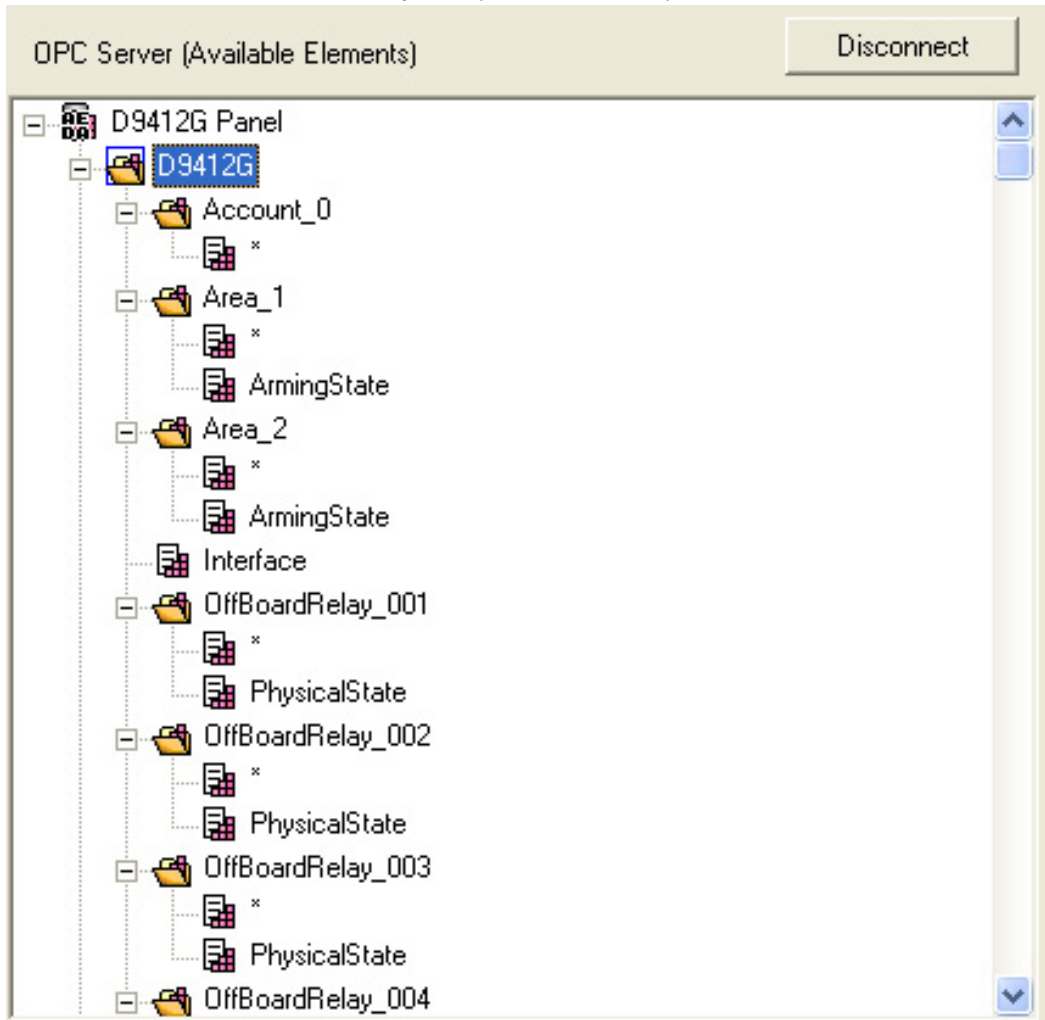 OPC Server (Available Elements) Disconnect
D9412G Panel
D9412G
Account_0
*
Area_1
*
ArmingState
Area_2
*
ArmingState
Interface
OffBoardRelay_001
*
PhysicalState
OffBoardRelay_002
*
PhysicalState
OffBoardRelay_003
*
PhysicalState
OffBoardRelay_004